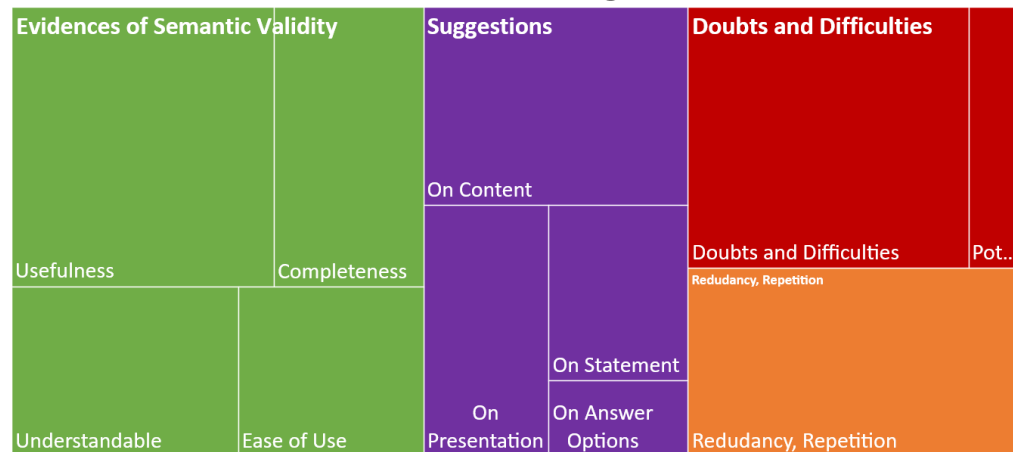 Evidences of Semantic Validity
Usefulness
Completeness
Understandable
Ease of Use
Suggestions
On Content
On
Presentation
On Statement
On Answer
Options
Doubts and Difficulties
Doubts and Difficulties
Pot...
Redudancy, Repetition
Redudancy, Repetition